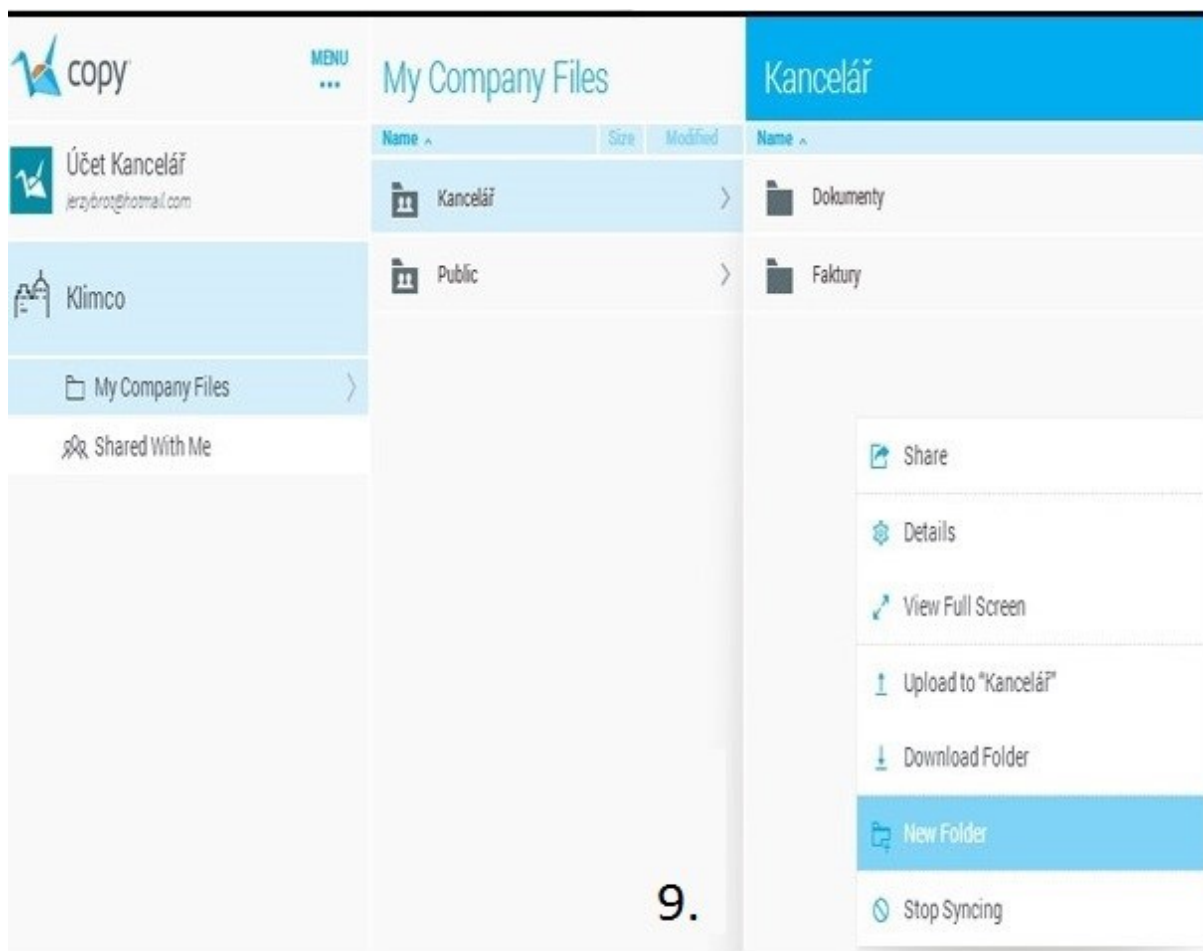 copy
MENU
Účet Kancelář
jerzybrot@hotmail.com
Klimco
My Company Files
Shared With Me
My Company Files
Name Size Modified
Kancelář
Public
Kancelář
Name
Dokumenty
Faktury
Share
Details
View Full Screen
Upload to "Kancelář"
Download Folder
New Folder
Stop Syncing
9.